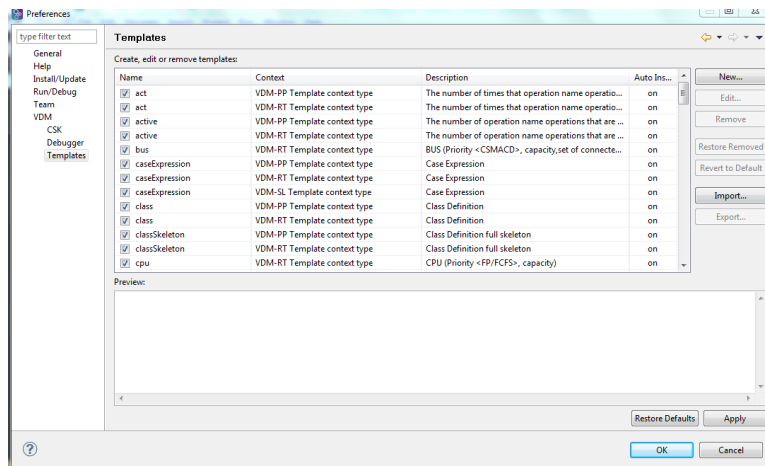 Preferences
type filter text
Templates
General
Help
Install/Update
Run/Debug
Team
VDM
CSK
Debugger
Templates
Create, edit or remove templates:
Name Context Description Auto Ins...
act VDM-PP Template context type The number of times that operation name operatio... on
act VDM-RT Template context type The number of times that operation name operatio... on
active VDM-PP Template context type The number of operation name operations that are ... on
active VDM-RT Template context type The number of operation name operations that are ... on
bus VDM-RT Template context type BUS (Priority <CSMACD>, capacity,set of connecte... on
caseExpression VDM-PP Template context type Case Expression on
caseExpression VDM-RT Template context type Case Expression on
caseExpression VDM-SL Template context type Case Expression on
class VDM-PP Template context type Class Definition on
class VDM-RT Template context type Class Definition on
classSkeleton VDM-PP Template context type Class Definition full skeleton on
classSkeleton VDM-RT Template context type Class Definition full skeleton on
cpu VDM-RT Template context type CPU (Priority <FP/FCFS>, capacity) on
New...
Edit...
Remove
Restore Removed
Revert to Default
Import...
Export...
Preview:
Restore Defaults Apply
OK Cancel